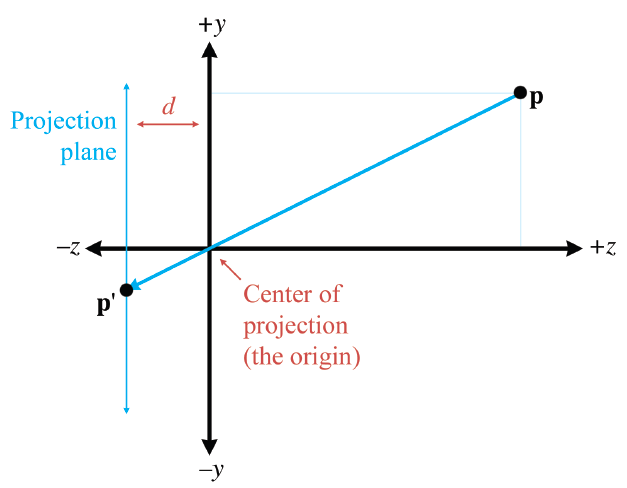 +y
d
Projection
plane
p
−z
+z
p'
Center of
projection
(the origin)
−y